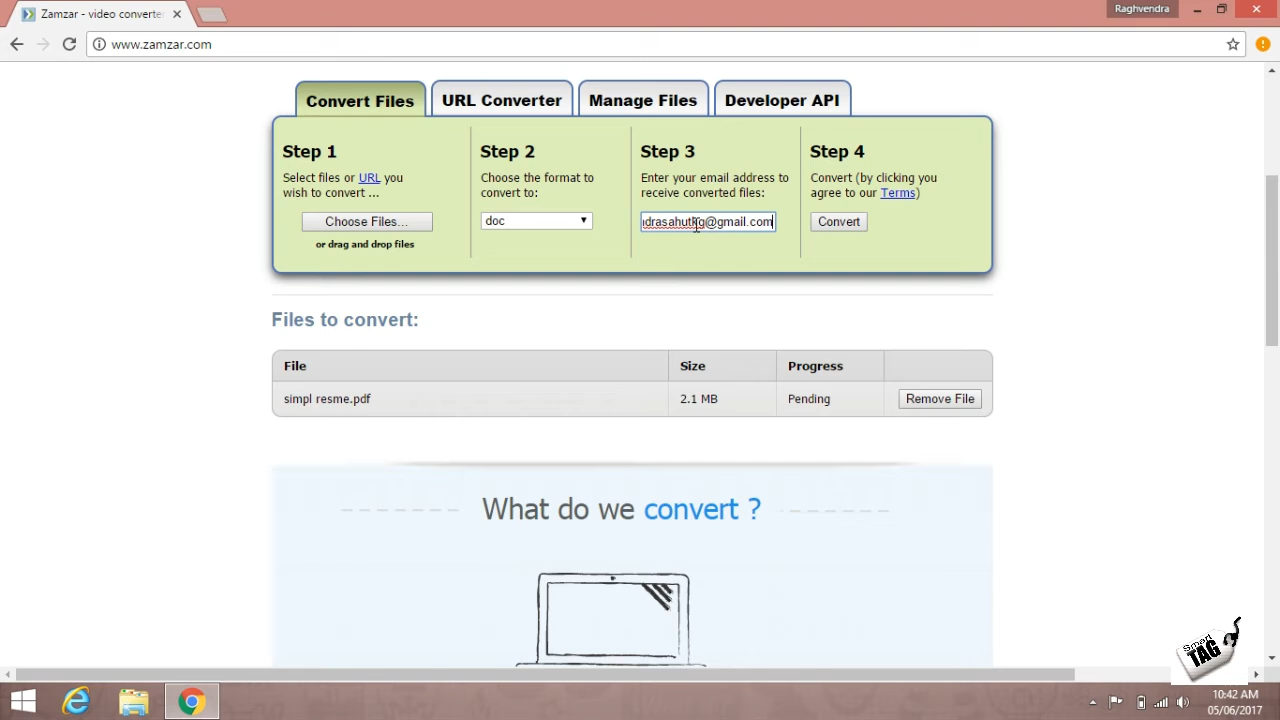 Zamzar - video converte
Raghvendra
www.zamzar.com
Convert Files
URL Converter
Manage Files
Developer API
Step 1
Select files or URL you
wish to convert ...
Choose Files...
or drag and drop files
Step 2
Choose the format to
convert to:
doc
Step 3
Enter your email address to
receive converted files:
@gmail.com
Step 4
Convert (by clicking you
agree to our Terms)
Convert
Files to convert:
File Size Progress
simpl resme.pdf 2.1 MB Pending Remove File
What do we convert ?
Smart
TAG
10:42 AM
05/06/2017